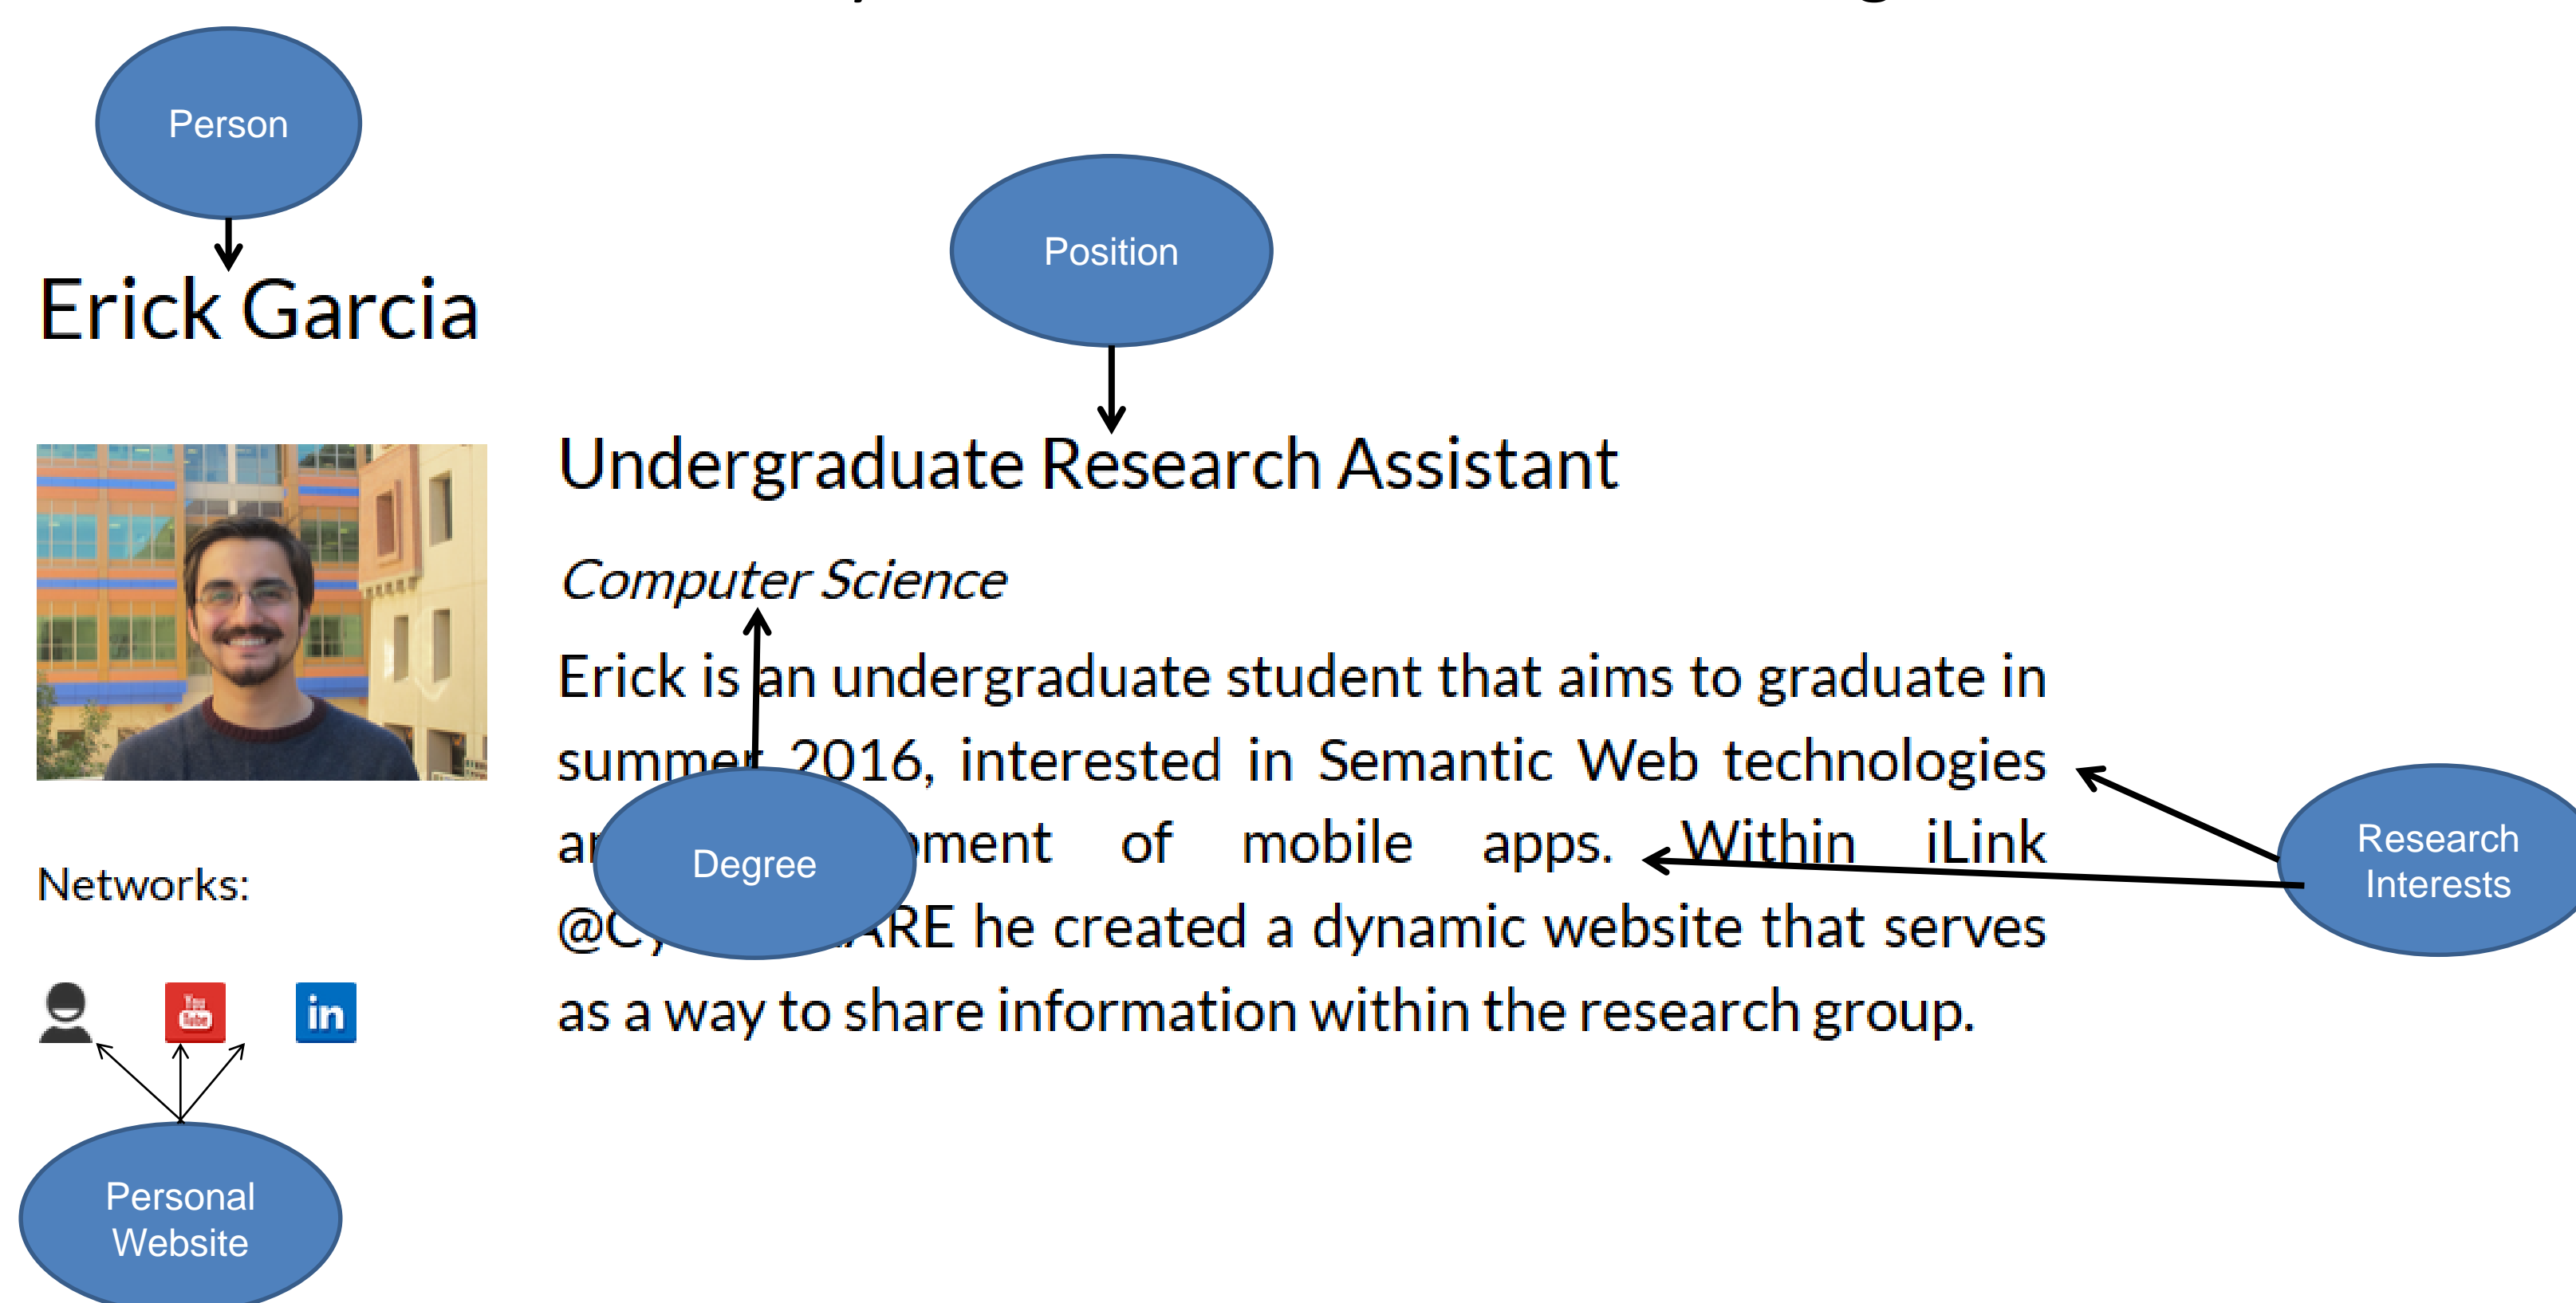 Person
Erick Garcia
Position
Undergraduate Research Assistant
Computer Science
Erick is an undergraduate student that aims to graduate in
summer 2016, interested in Semantic Web technologies
of mobile apps. Within iLink
he created a dynamic website that serves
as a way to share information within the research group.
Degree
Research
Interests
Networks:
You
Tube
in
Personal
Website